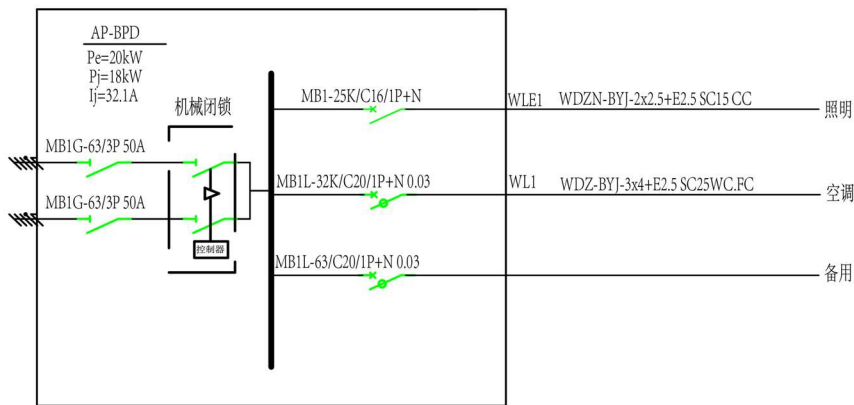 AP-BPD
Pe=20kW
Pj=18kW
Ij=32.1A
机械闭锁
MB1G-63/3P 50A
MB1G-63/3P 50A
控制器
MB1-25K/C16/1P+N
WLE1
WDZN-BYJ-2x2.5+E2.5 SC15 CC
照明
MB1L-32K/C20/1P+N 0.03
WL1
WDZ-BYJ-3x4+E2.5 SC25WC.FC
空调
MB1L-63/C20/1P+N 0.03
备用